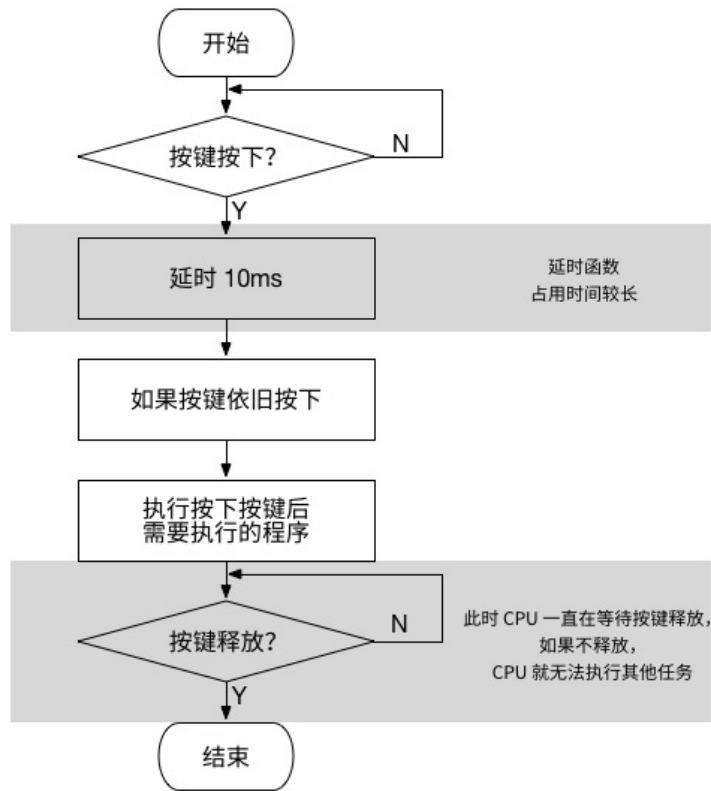 开始
按键按下？
N
Y
延时 10ms
延时函数
占用时间较长
如果按键依旧按下
执行按下按键后
需要执行的程序
按键释放？
N
此时 CPU 一直在等待按键释放，
如果不释放，
CPU 就无法执行其他任务
Y
结束